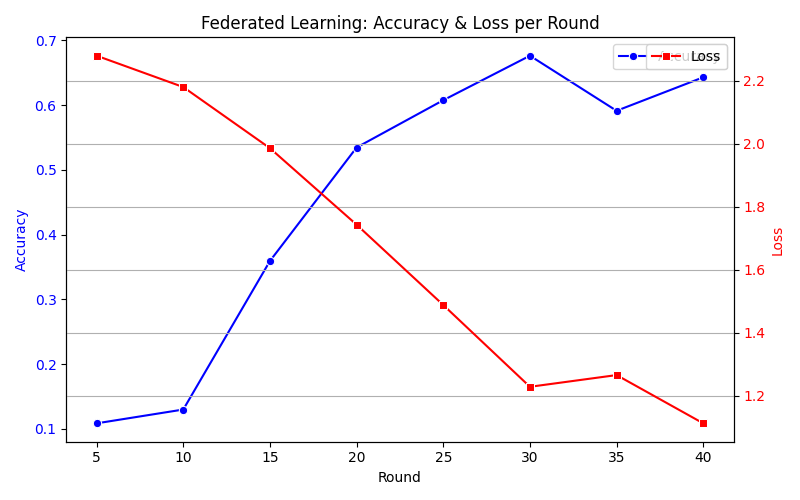 Federated Learning: Accuracy & Loss per Round
Loss
0.7
0.6
0.5
0.4
0.3
0.2
0.1
Accuracy
2.2
2.0
1.8
1.6
1.4
1.2
Loss
5 10 15 20 25 30 35 40
Round